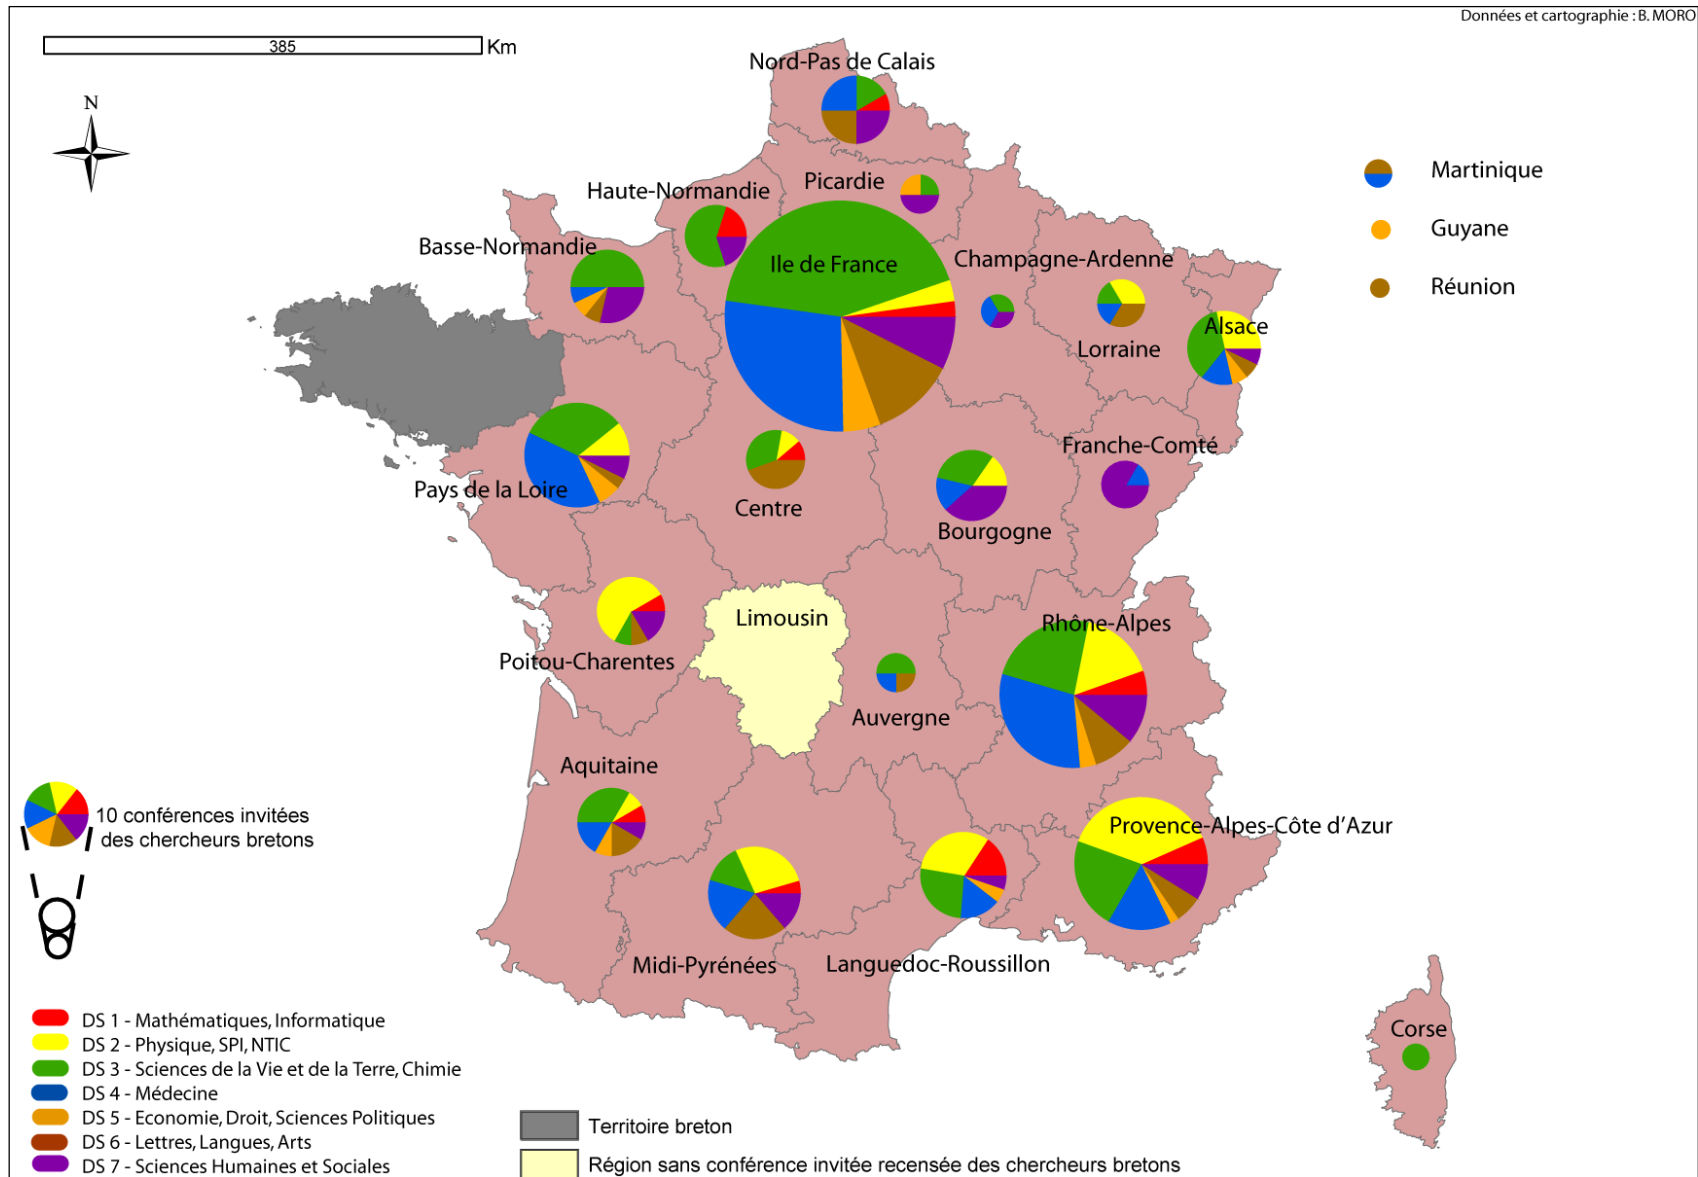 Données et cartographie : B. MORO
385 Km
N
Nord-Pas de Calais
Haute-Normandie
Picardie
Basse-Normandie
Ile de France
Champagne-Ardenne
Lorraine
Alsace
Martinique
Guyane
Réunion
Pays de la Loire
Centre
Franche-Comté
Bourgogne
Poitou-Charentes
Limousin
Rhône-Alpes
Auvergne
Aquitaine
Provence-Alpes-Côte d'Azur
Midi-Pyrénées
Languedoc-Roussillon
Corse
10 conférences invitées
des chercheurs bretons
DS 1 - Mathématiques, Informatique
DS 2 - Physique, SPI, NTIC
DS 3 - Sciences de la Vie et de la Terre, Chimie
DS 4 - Médecine
DS 5 - Economie, Droit, Sciences Politiques
DS 6 - Lettres, Langues, Arts
DS 7 - Sciences Humaines et Sociales
Territoire breton
Région sans conférence invitée recensée des chercheurs bretons